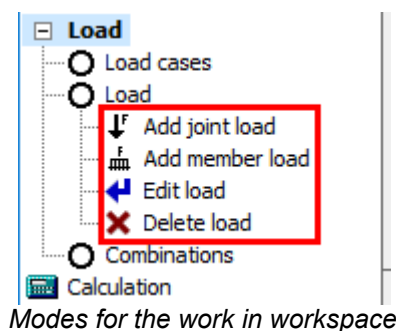 Load
Load cases
Load
F Add joint load
F Add member load
Edit load
Delete load
Combinations
Calculation
Modes for the work in workspace